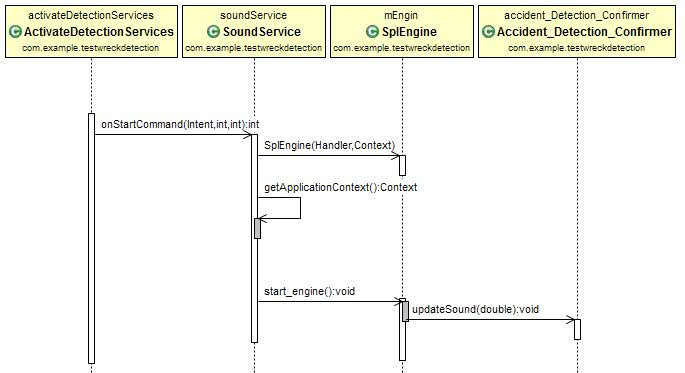 activateDetectionServices
ActivateDetectionServices
com.example.testwreckdetection
soundService
SoundService
com.example.testwreckdetection
mEngin
SplEngine
com.example.testwreckdetection
accident_Detection_Confirmer
Accident_Detection_Confirmer
com.example.testwreckdetection
onStartCommand(Intent,int,int):int
SplEngine(Handler,Context)
getApplicationContext():Context
start_engine():void
updateSound(double):void